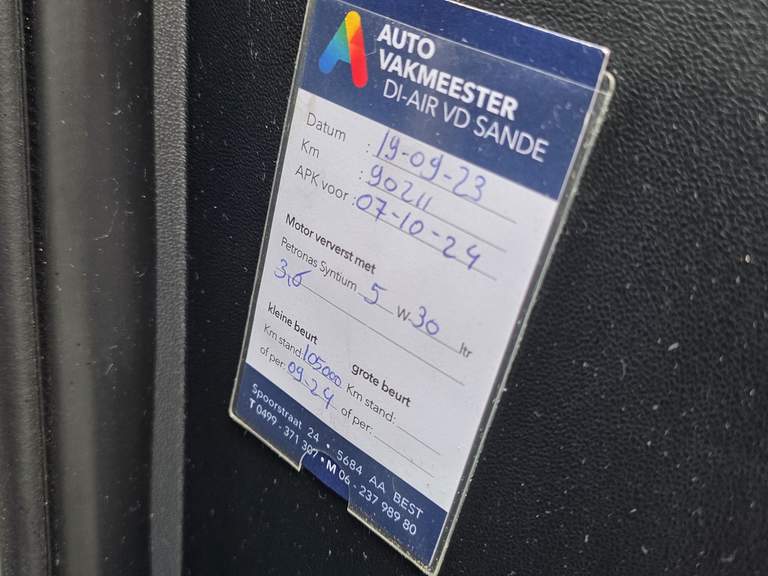 AUTO
VAKMEESTER
DI-AIR VD SANDE
Datum : 19-09-23
Km : 90211
APK voor : 07-10-24
Motor ververst met
Petronas Syntium 5 W-30 ltr
kleine beurt grote beurt
Km stand: 105000 Km stand:
of per: 09-24 of per:
Spoorstraat 24 • 5684 AA BEST
T 0499 - 371 307 • M 06 - 237 989 80